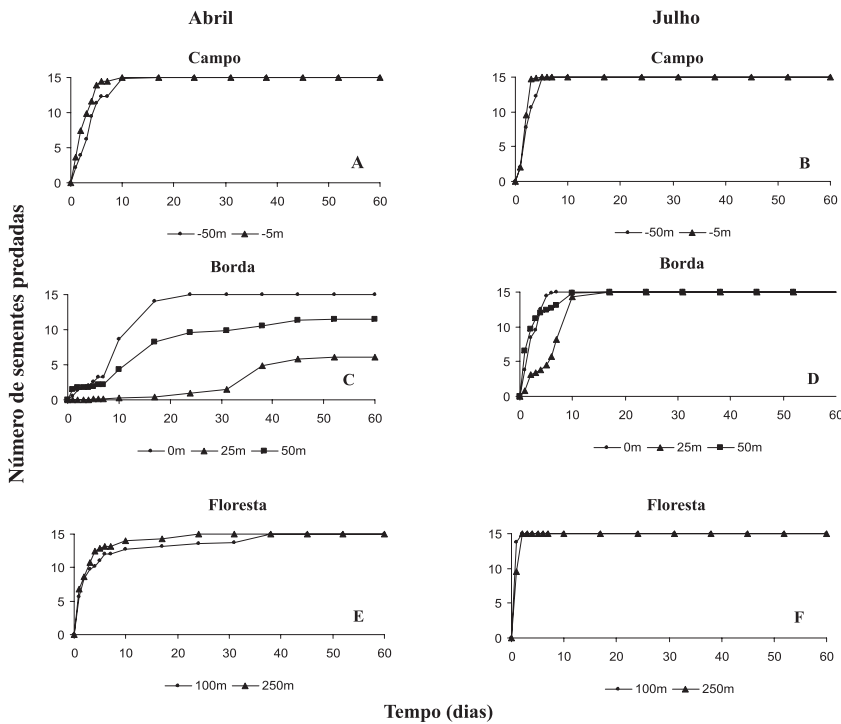 Abril
Julho
Número de sementes predadas
Campo
15
10
5
0
A
0 10 20 30 40 50 60
-50m -5m
Campo
15
10
5
0
B
0 10 20 30 40 50 60
-50m -5m
Borda
15
10
5
0
C
0 10 20 30 40 50 60
0m 25m 50m
Borda
15
10
5
0
D
0 10 20 30 40 50 60
0m 25m 50m
Floresta
15
10
5
0
E
0 10 20 30 40 50 60
100m 250m
Floresta
15
10
5
0
F
0 10 20 30 40 50 60
100m 250m
Tempo (dias)